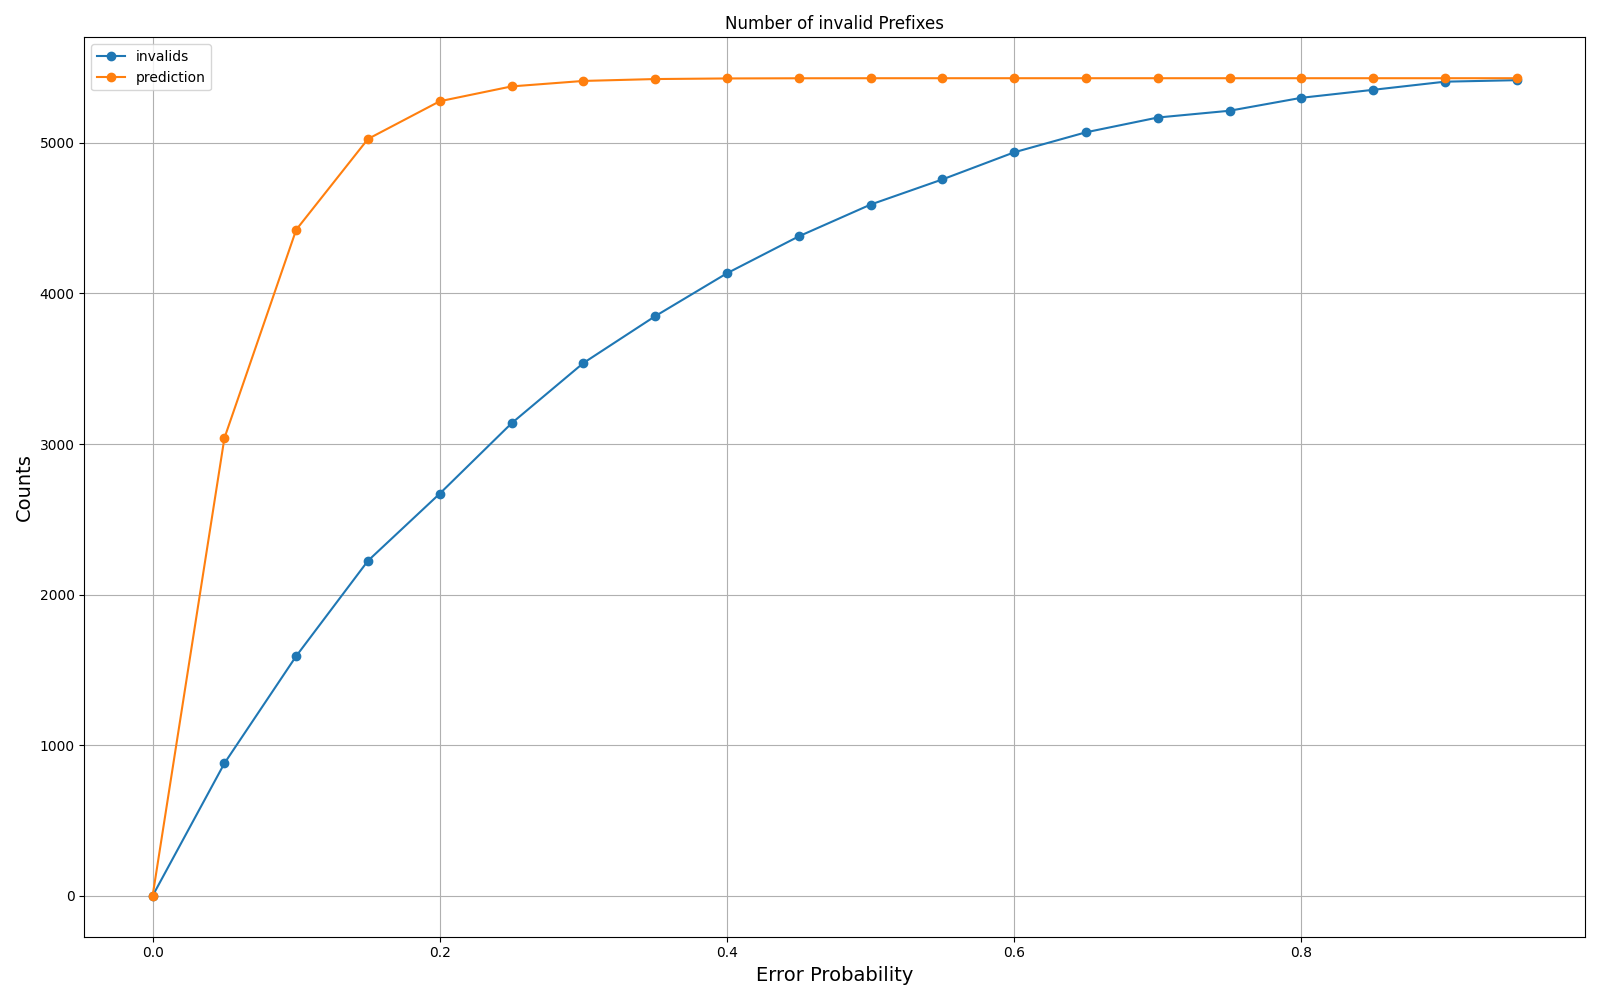 Number of invalid Prefixes
invalids
prediction
Counts
5000
4000
3000
2000
1000
0
0.0 0.2 0.4 0.6 0.8
Error Probability